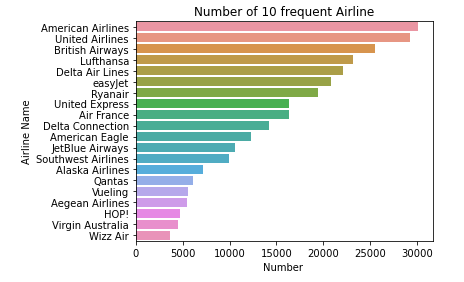 Number of 10 frequent Airline
American Airlines
United Airlines
British Airways
Lufthansa
Delta Air Lines
easyJet
Ryanair
United Express
Air France
Delta Connection
American Eagle
JetBlue Airways
Southwest Airlines
Alaska Airlines
Qantas
Vueling
Aegean Airlines
HOP!
Virgin Australia
Wizz Air
Airline Name
0 5000 10000 15000 20000 25000 30000
Number